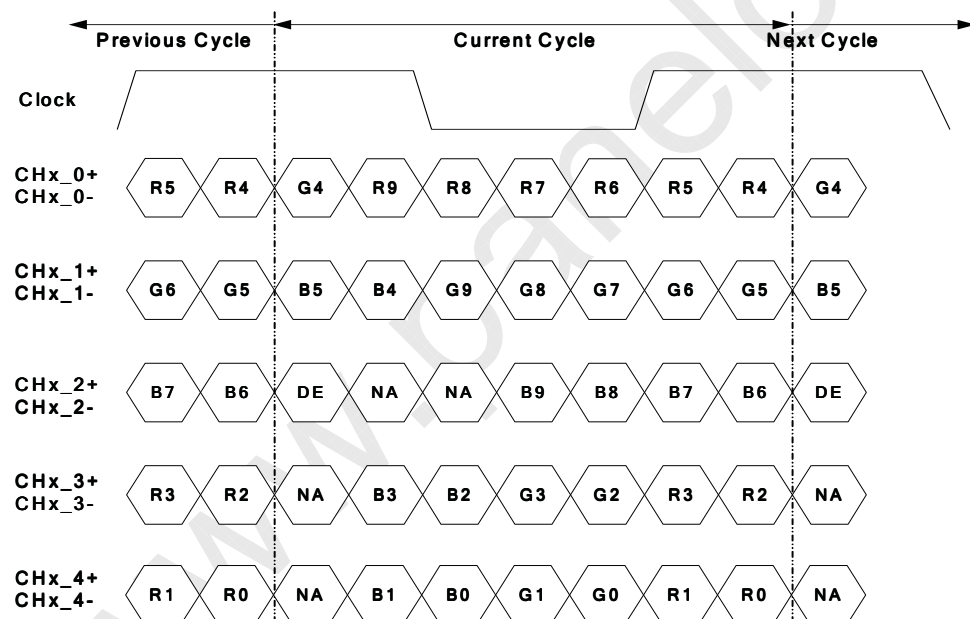 Previous Cycle Current Cycle Next Cycle
Clock
CHx_0+
CHx_0-
R5 R4 G4 R9 R8 R7 R6 R5 R4 G4
CHx_1+
CHx_1-
G6 G5 B5 B4 G9 G8 G7 G6 G5 B5
CHx_2+
CHx_2-
B7 B6 DE NA NA B9 B8 B7 B6 DE
CHx_3+
CHx_3-
R3 R2 NA B3 B2 G3 G2 R3 R2 NA
CHx_4+
CHx_4-
R1 R0 NA B1 B0 G1 G0 R1 R0 NA